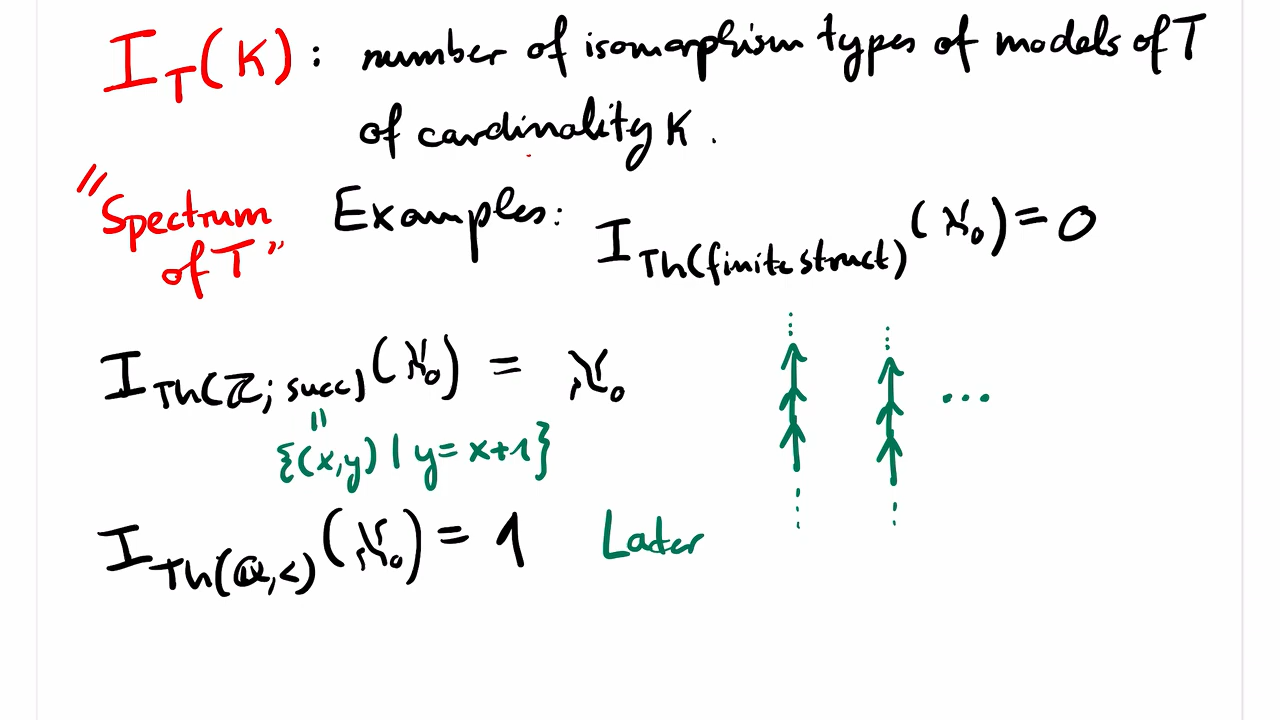 I_T(κ): number of isomorphism types of models of T
of cardinality κ.
"Spectrum
of T"
Examples: I_Th(finite struct)(ℵ₀) = 0
I_Th(ℤ; succ)(ℵ₀) = ℵ₀
=
{(x,y) | y = x+1}
...
I_Th(ℚ,<)(ℵ₀) = 1 Later